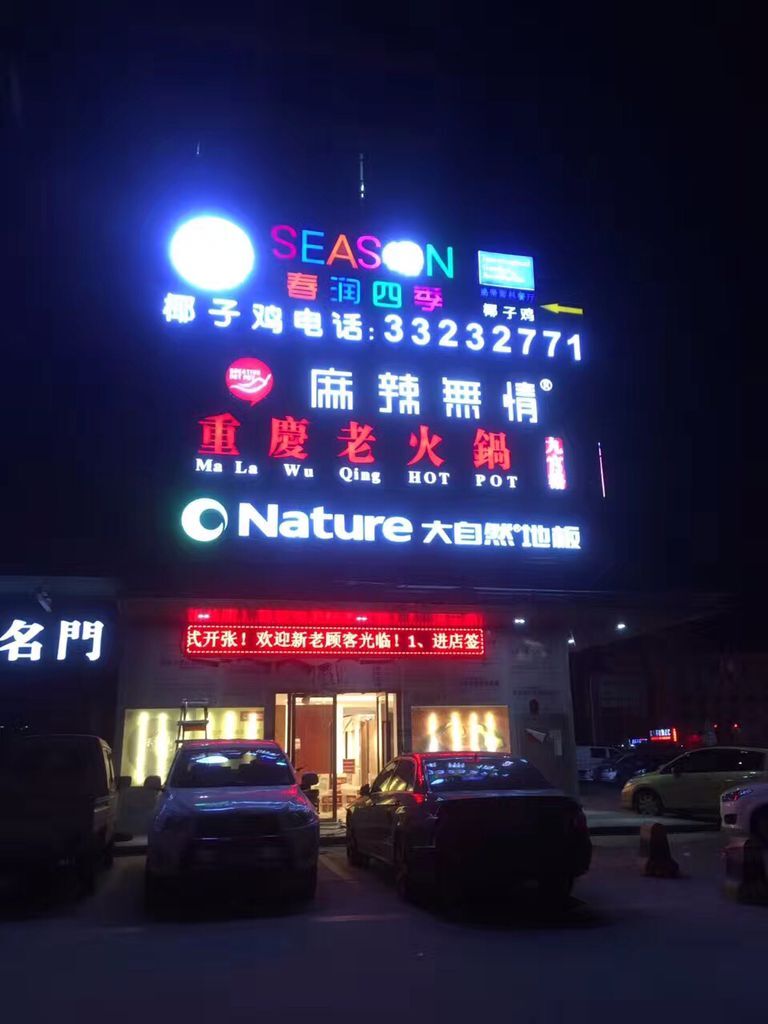 SEASON
春润四季
椰子鸡
椰子鸡电话:33232771
麻辣無情®
重慶老火鍋
Ma La Wu Qing HOT POT
Nature 大自然®地板
名門
式开张！欢迎新老顾客光临！1、进店签